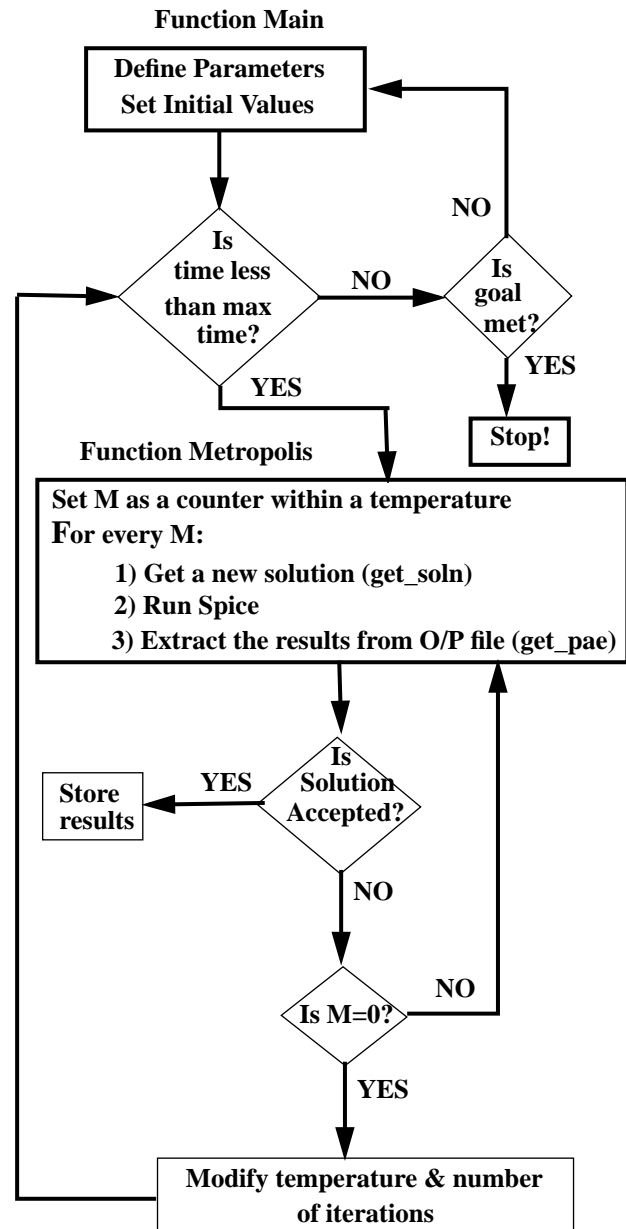 Function Main
Define Parameters
Set Initial Values
NO
Is
time less
than max
time?
NO
Is
goal
met?
YES
YES
Stop!
Function Metropolis
Set M as a counter within a temperature
For every M:
1) Get a new solution (get_soln)
2) Run Spice
3) Extract the results from O/P file (get_pae)
Is
Solution
Accepted?
YES
Store
results
NO
Is M=0?
NO
YES
Modify temperature & number
of iterations